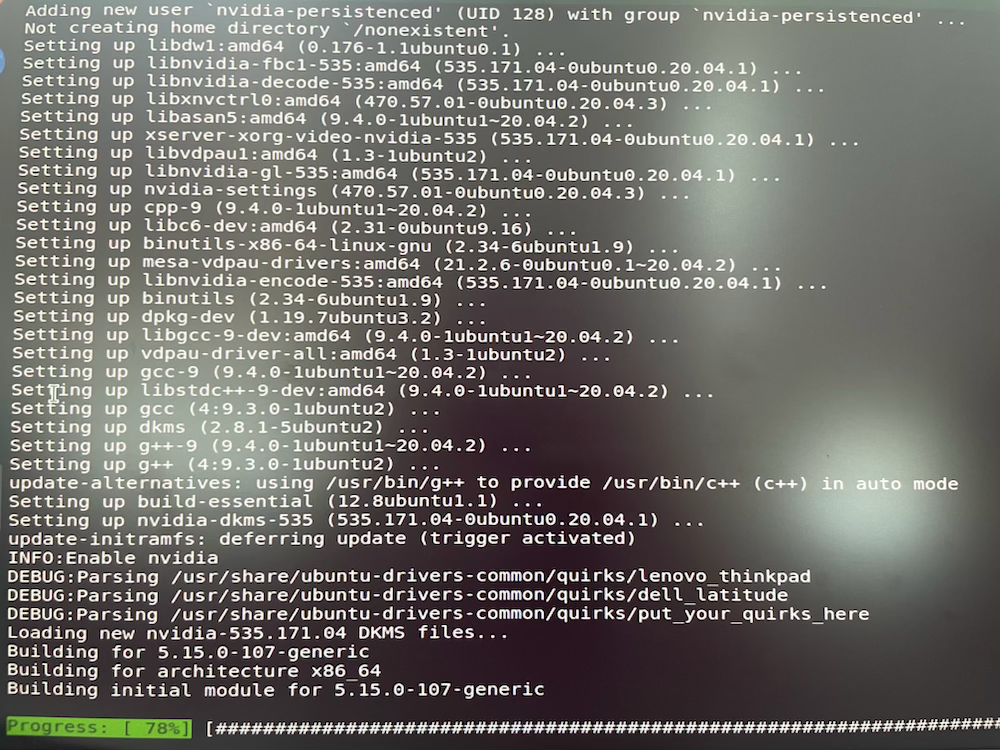 Adding new user `nvidia-persistenced' (UID 128) with group `nvidia-persistenced' ...
Not creating home directory `/nonexistent'.
Setting up libdw1:amd64 (0.176-1.1ubuntu0.1) ...
Setting up libnvidia-fbc1-535:amd64 (535.171.04-0ubuntu0.20.04.1) ...
Setting up libnvidia-decode-535:amd64 (535.171.04-0ubuntu0.20.04.1) ...
Setting up libxnvctrl0:amd64 (470.57.01-0ubuntu0.20.04.3) ...
Setting up libasan5:amd64 (9.4.0-1ubuntu1~20.04.2) ...
Setting up xserver-xorg-video-nvidia-535 (535.171.04-0ubuntu0.20.04.1) ...
Setting up libvdpau1:amd64 (1.3-1ubuntu2) ...
Setting up libnvidia-gl-535:amd64 (535.171.04-0ubuntu0.20.04.1) ...
Setting up nvidia-settings (470.57.01-0ubuntu0.20.04.3) ...
Setting up cpp-9 (9.4.0-1ubuntu1~20.04.2) ...
Setting up libc6-dev:amd64 (2.31-0ubuntu9.16) ...
Setting up binutils-x86-64-linux-gnu (2.34-6ubuntu1.9) ...
Setting up mesa-vdpau-drivers:amd64 (21.2.6-0ubuntu0.1~20.04.2) ...
Setting up libnvidia-encode-535:amd64 (535.171.04-0ubuntu0.20.04.1) ...
Setting up binutils (2.34-6ubuntu1.9) ...
Setting up dpkg-dev (1.19.7ubuntu3.2) ...
Setting up libgcc-9-dev:amd64 (9.4.0-1ubuntu1~20.04.2) ...
Setting up vdpau-driver-all:amd64 (1.3-1ubuntu2) ...
Setting up gcc-9 (9.4.0-1ubuntu1~20.04.2) ...
Setting up libstdc++-9-dev:amd64 (9.4.0-1ubuntu1~20.04.2) ...
Setting up gcc (4:9.3.0-1ubuntu2) ...
Setting up dkms (2.8.1-5ubuntu2) ...
Setting up g++-9 (9.4.0-1ubuntu1~20.04.2) ...
Setting up g++ (4:9.3.0-1ubuntu2) ...
update-alternatives: using /usr/bin/g++ to provide /usr/bin/c++ (c++) in auto mode
Setting up build-essential (12.8ubuntu1.1) ...
Setting up nvidia-dkms-535 (535.171.04-0ubuntu0.20.04.1) ...
update-initramfs: deferring update (trigger activated)
INFO:Enable nvidia
DEBUG:Parsing /usr/share/ubuntu-drivers-common/quirks/lenovo_thinkpad
DEBUG:Parsing /usr/share/ubuntu-drivers-common/quirks/dell_latitude
DEBUG:Parsing /usr/share/ubuntu-drivers-common/quirks/put_your_quirks_here
Loading new nvidia-535.171.04 DKMS files...
Building for 5.15.0-107-generic
Building for architecture x86_64
Building initial module for 5.15.0-107-generic
Progress: [ 78%] [###################################################################